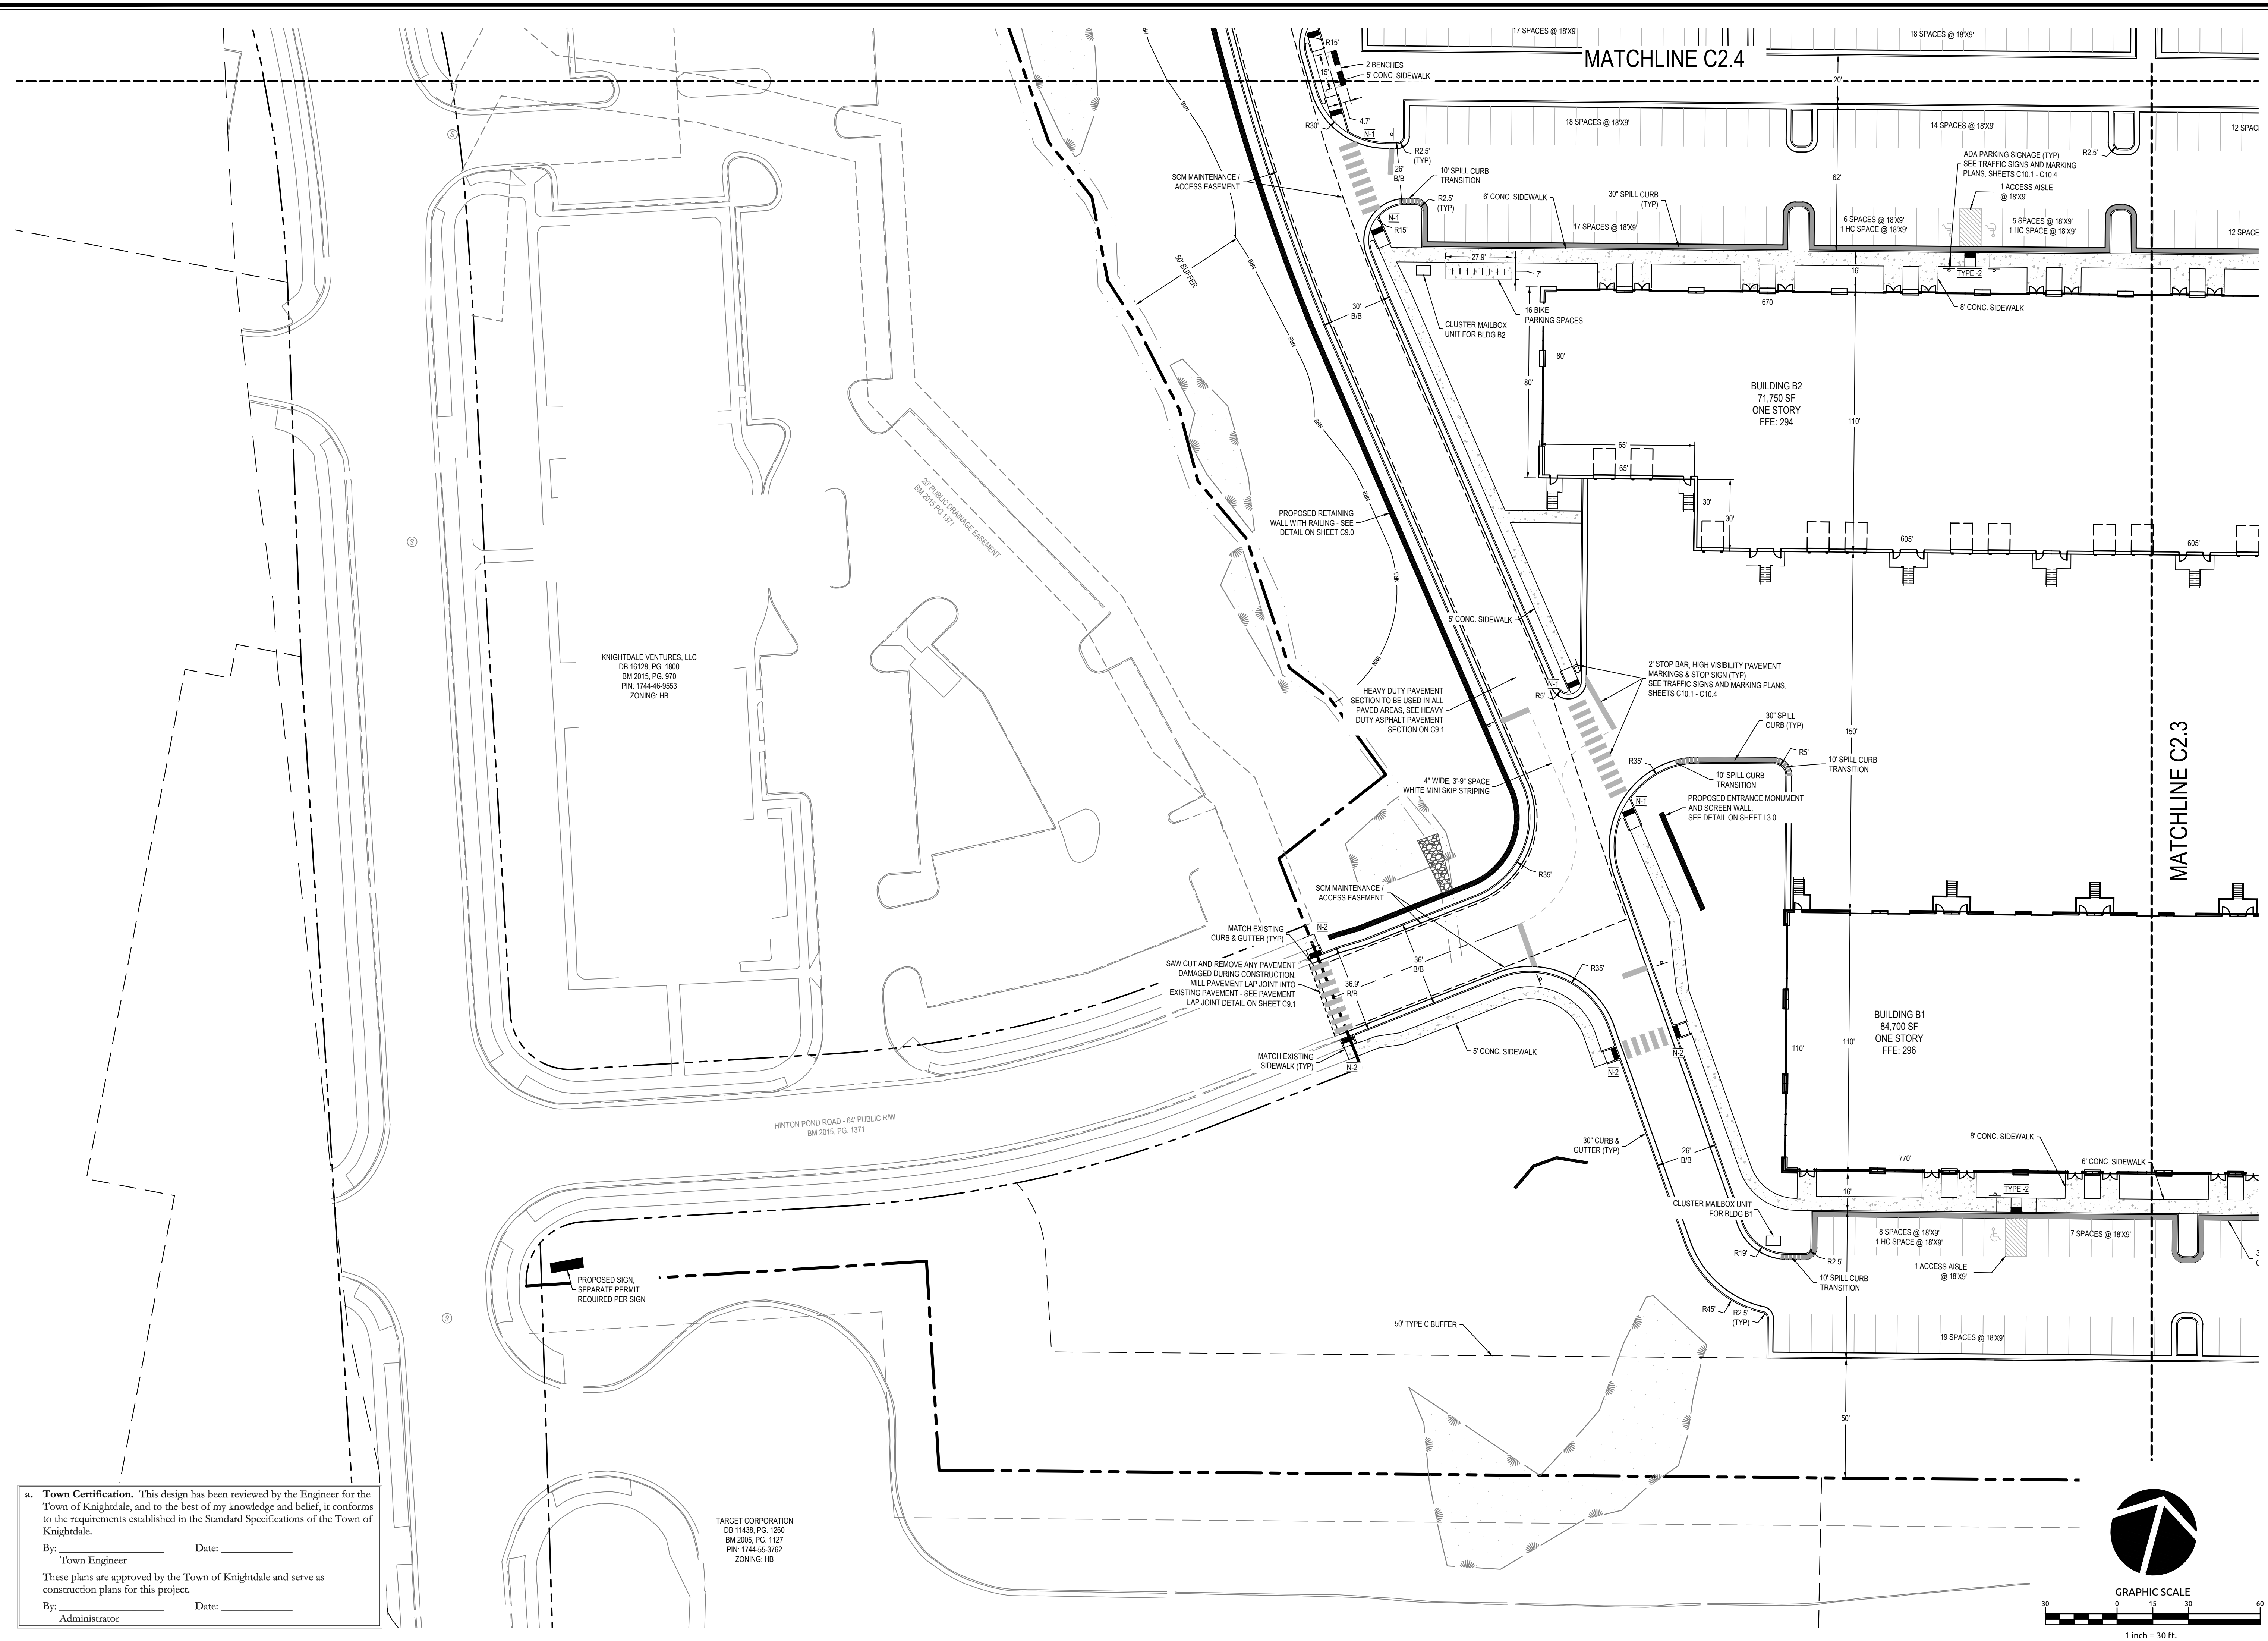 17 SPACES @ 18'X9'
MATCHLINE C2.4
18 SPACES @ 18'X9'
R15'
15'
2 BENCHES
5' CONC. SIDEWALK
20'
R30'
4.7'
N-1
18 SPACES @ 18'X9'
14 SPACES @ 18'X9'
12 SPAC
R2.5'
(TYP)
26'
B/B
ADA PARKING SIGNAGE (TYP)
SEE TRAFFIC SIGNS AND MARKING
PLANS, SHEETS C10.1 - C10.4
R2.5'
SCM MAINTENANCE /
ACCESS EASEMENT
10' SPILL CURB
TRANSITION
62'
1 ACCESS AISLE
@ 18'X9'
R2.5'
(TYP)
6' CONC. SIDEWALK
30" SPILL CURB
(TYP)
N-1
R15'
17 SPACES @ 18'X9'
6 SPACES @ 18'X9'
1 HC SPACE @ 18'X9'
5 SPACES @ 18'X9'
1 HC SPACE @ 18'X9'
12 SPACE
50' BUFFER
27.9'
7'
16'
TYPE -2
30'
B/B
16 BIKE
PARKING SPACES
670
8' CONC. SIDEWALK
CLUSTER MAILBOX
UNIT FOR BLDG B2
80'
80'
BUILDING B2
71,750 SF
ONE STORY
FFE: 294
110'
65'
65'
30'
30'
605'
605'
20' PUBLIC DRAINAGE EASEMENT
BM 2015 PG 1371
PROPOSED RETAINING
WALL WITH RAILING - SEE
DETAIL ON SHEET C9.0
NRB
NRB
NRB
NRB
NRB
NRB
NRB
NRB
5' CONC. SIDEWALK
KNIGHTDALE VENTURES, LLC
DB 16128, PG. 1800
BM 2015, PG. 970
PIN: 1744-46-9553
ZONING: HB
2' STOP BAR, HIGH VISIBILITY PAVEMENT
MARKINGS & STOP SIGN (TYP)
SEE TRAFFIC SIGNS AND MARKING PLANS,
SHEETS C10.1 - C10.4
N-1
R5'
HEAVY DUTY PAVEMENT
SECTION TO BE USED IN ALL
PAVED AREAS, SEE HEAVY
DUTY ASPHALT PAVEMENT
SECTION ON C9.1
30" SPILL
CURB (TYP)
150'
MATCHLINE C2.3
R5'
R35'
10' SPILL CURB
TRANSITION
10' SPILL CURB
TRANSITION
4" WIDE, 3'-9" SPACE
WHITE MINI SKIP STRIPING
N-1
PROPOSED ENTRANCE MONUMENT
AND SCREEN WALL,
SEE DETAIL ON SHEET L3.0
R35'
SCM MAINTENANCE /
ACCESS EASEMENT
MATCH EXISTING
CURB & GUTTER (TYP)
N-2
SAW CUT AND REMOVE ANY PAVEMENT
DAMAGED DURING CONSTRUCTION.
MILL PAVEMENT LAP JOINT INTO
EXISTING PAVEMENT - SEE PAVEMENT
LAP JOINT DETAIL ON SHEET C9.1
36'
B/B
36.9'
B/B
R35'
BUILDING B1
84,700 SF
ONE STORY
FFE: 296
110'
110'
MATCH EXISTING
SIDEWALK (TYP)
N-2
5' CONC. SIDEWALK
N-2
N-2
HINTON POND ROAD - 64' PUBLIC R/W
BM 2015, PG. 1371
30" CURB &
GUTTER (TYP)
26'
B/B
8' CONC. SIDEWALK
770'
6' CONC. SIDEWALK
16'
TYPE -2
CLUSTER MAILBOX UNIT
FOR BLDG B1
8 SPACES @ 18'X9'
1 HC SPACE @ 18'X9'
7 SPACES @ 18'X9'
R19'
R2.5'
1 ACCESS AISLE
@ 18'X9'
10' SPILL CURB
TRANSITION
PROPOSED SIGN,
SEPARATE PERMIT
REQUIRED PER SIGN
R45'
R2.5'
(TYP)
50' TYPE C BUFFER
19 SPACES @ 18'X9'
50'
S
S
S
TARGET CORPORATION
DB 11438, PG. 1260
BM 2005, PG. 1127
PIN: 1744-55-3762
ZONING: HB
a. Town Certification. This design has been reviewed by the Engineer for the
Town of Knightdale, and to the best of my knowledge and belief, it conforms
to the requirements established in the Standard Specifications of the Town of
Knightdale.
By: ____________________ Date: ______________
Town Engineer
These plans are approved by the Town of Knightdale and serve as
construction plans for this project.
By: ____________________ Date: ______________
Administrator
GRAPHIC SCALE
30 0 15 30 60
1 inch = 30 ft.